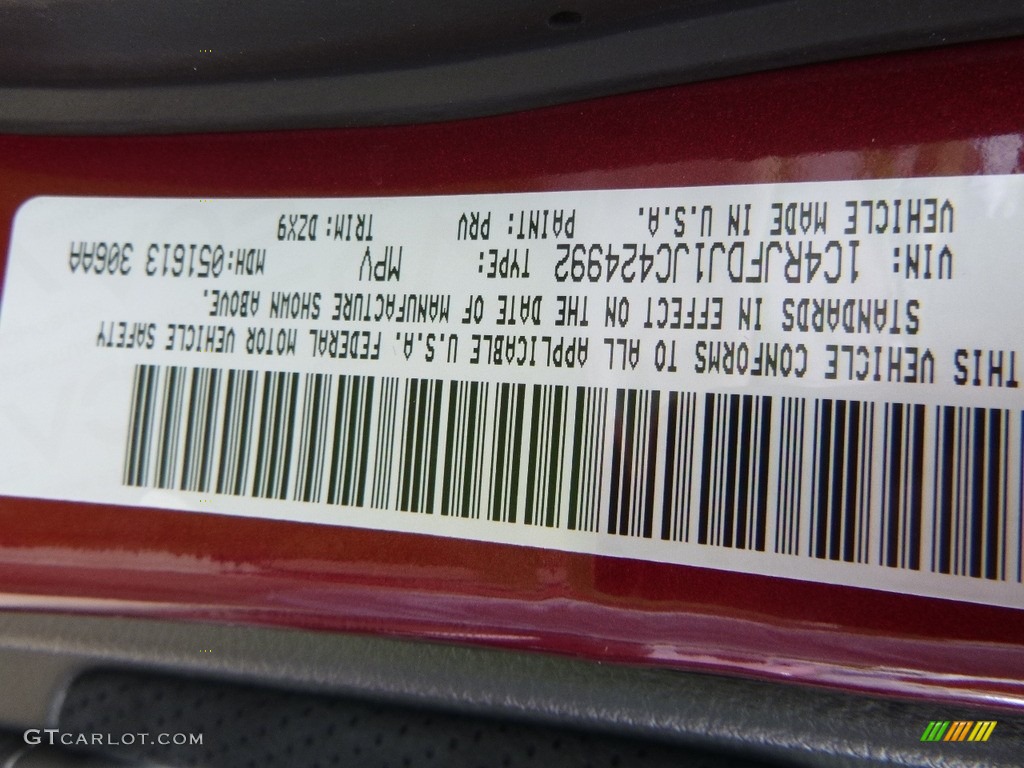 THIS VEHICLE CONFORMS TO ALL APPLICABLE U.S.A. FEDERAL MOTOR VEHICLE SAFETY
STANDARDS IN EFFECT ON THE DATE OF MANUFACTURE SHOWN ABOVE.
VIN: 1C4RJFDJ1JC424992 TYPE: MPV MDH:051613 306AA
VEHICLE MADE IN U.S.A. PAINT: PRV TRIM: DZX9
GTCARLOT.COM